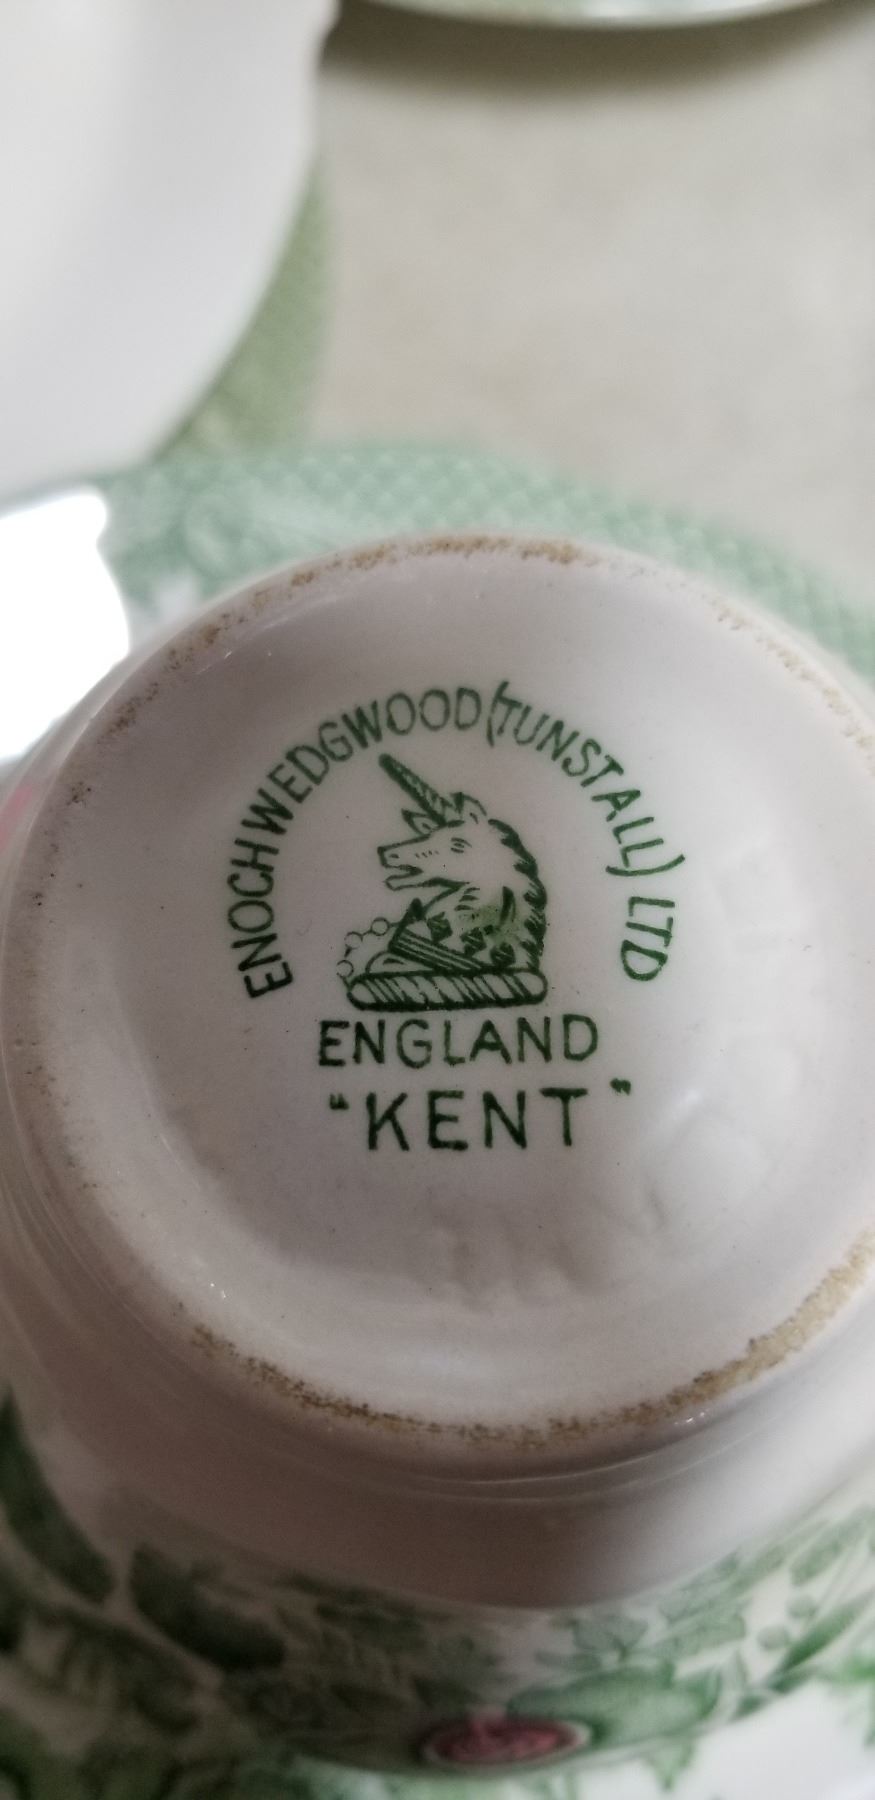 ENOCH WEDGWOOD (TUNSTALL) LTD
ENGLAND
"KENT"